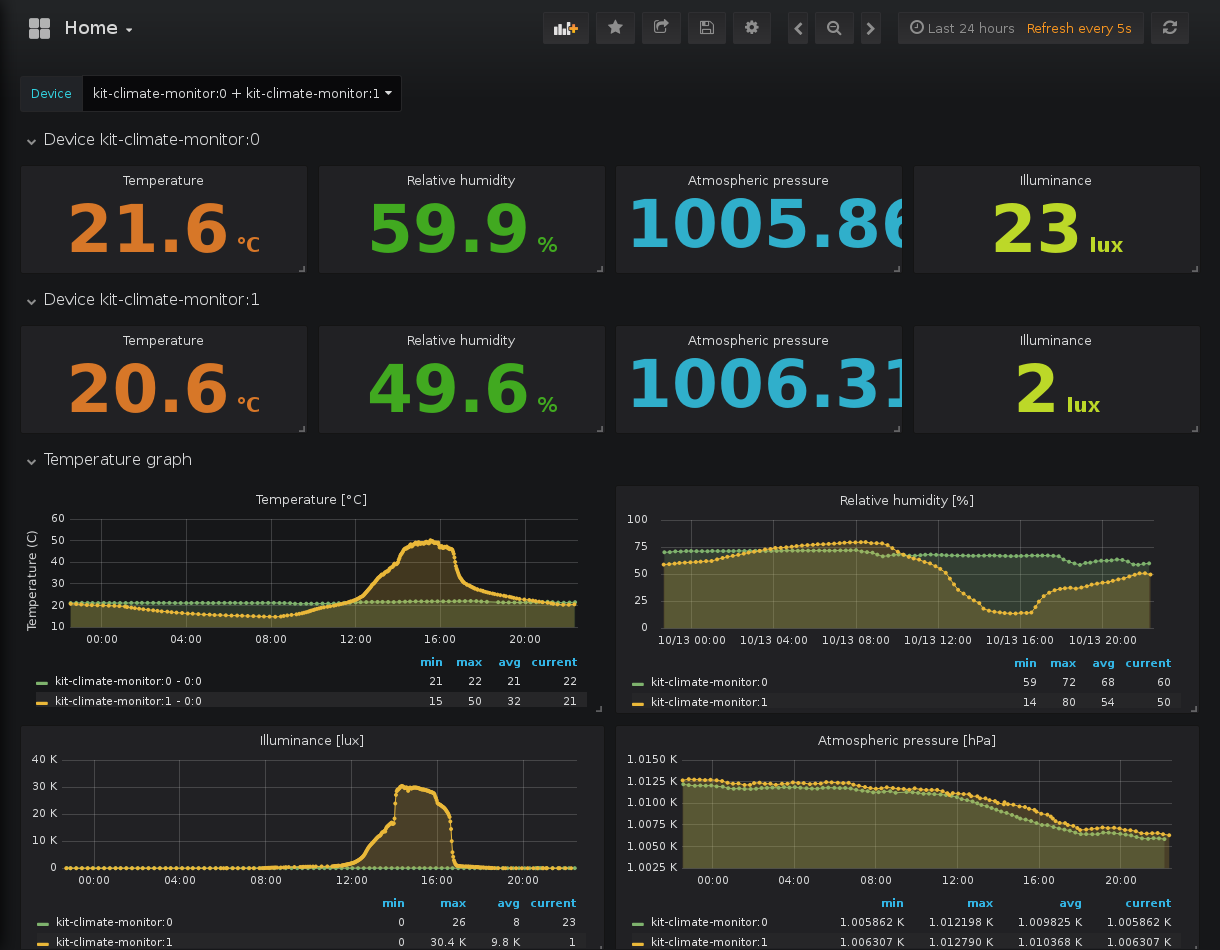 Home
Last 24 hours Refresh every 5s
Device kit-climate-monitor:0 + kit-climate-monitor:1
Device kit-climate-monitor:0
Temperature Relative humidity Atmospheric pressure Illuminance
21.6 °C 59.9 % 1005.86 23 lux
Device kit-climate-monitor:1
Temperature Relative humidity Atmospheric pressure Illuminance
20.6 °C 49.6 % 1006.31 2 lux
Temperature graph
Temperature [°C]
Temperature (C)
60
50
40
30
20
10
00:00 04:00 08:00 12:00 16:00 20:00
min max avg current
kit-climate-monitor:0 - 0:0 21 22 21 22
kit-climate-monitor:1 - 0:0 15 50 32 21
Relative humidity [%]
100
75
50
25
0
10/13 00:00 10/13 04:00 10/13 08:00 10/13 12:00 10/13 16:00 10/13 20:00
min max avg current
kit-climate-monitor:0 59 72 68 60
kit-climate-monitor:1 14 80 54 50
Illuminance [lux]
40 K
30 K
20 K
10 K
0
00:00 04:00 08:00 12:00 16:00 20:00
min max avg current
kit-climate-monitor:0 0 26 8 23
kit-climate-monitor:1 0 30.4 K 9.8 K 1
Atmospheric pressure [hPa]
1.0150 K
1.0125 K
1.0100 K
1.0075 K
1.0050 K
1.0025 K
00:00 04:00 08:00 12:00 16:00 20:00
min max avg current
kit-climate-monitor:0 1.005862 K 1.012198 K 1.009825 K 1.005862 K
kit-climate-monitor:1 1.006307 K 1.012790 K 1.010368 K 1.006307 K